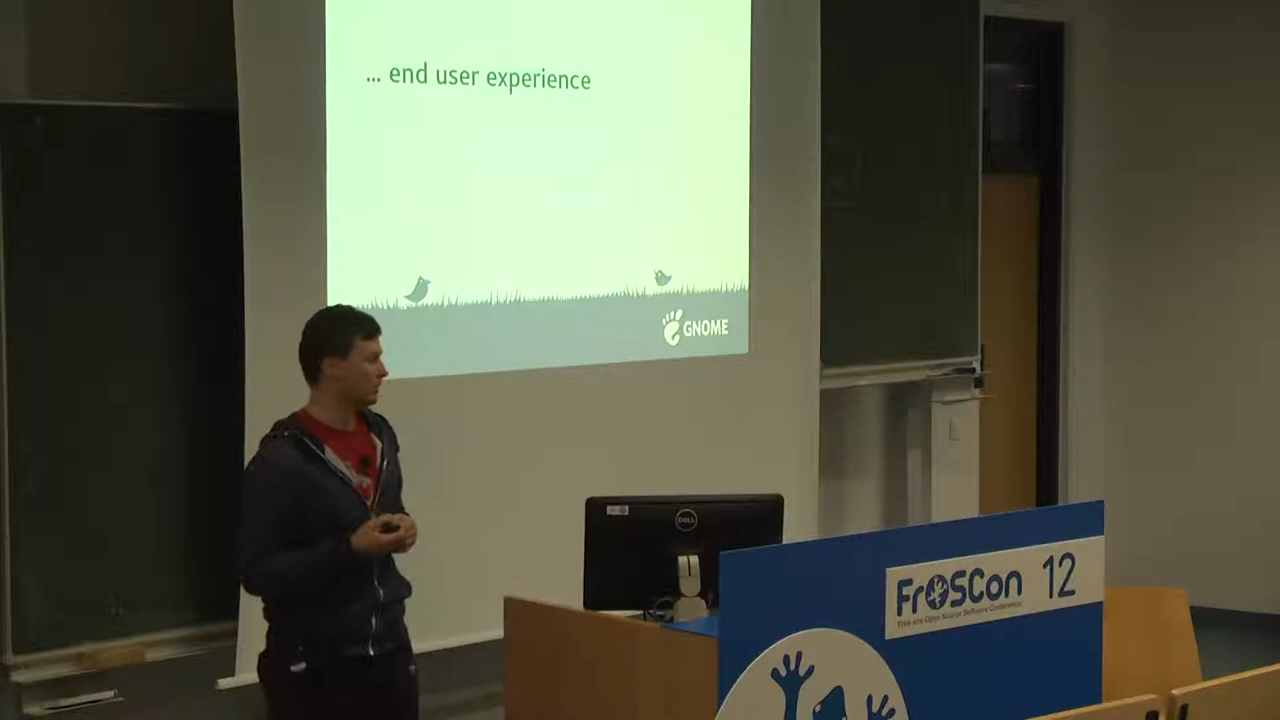 ... end user experience
GNOME
DELL
FrOSCon 12
Free and Open Source Software Conference